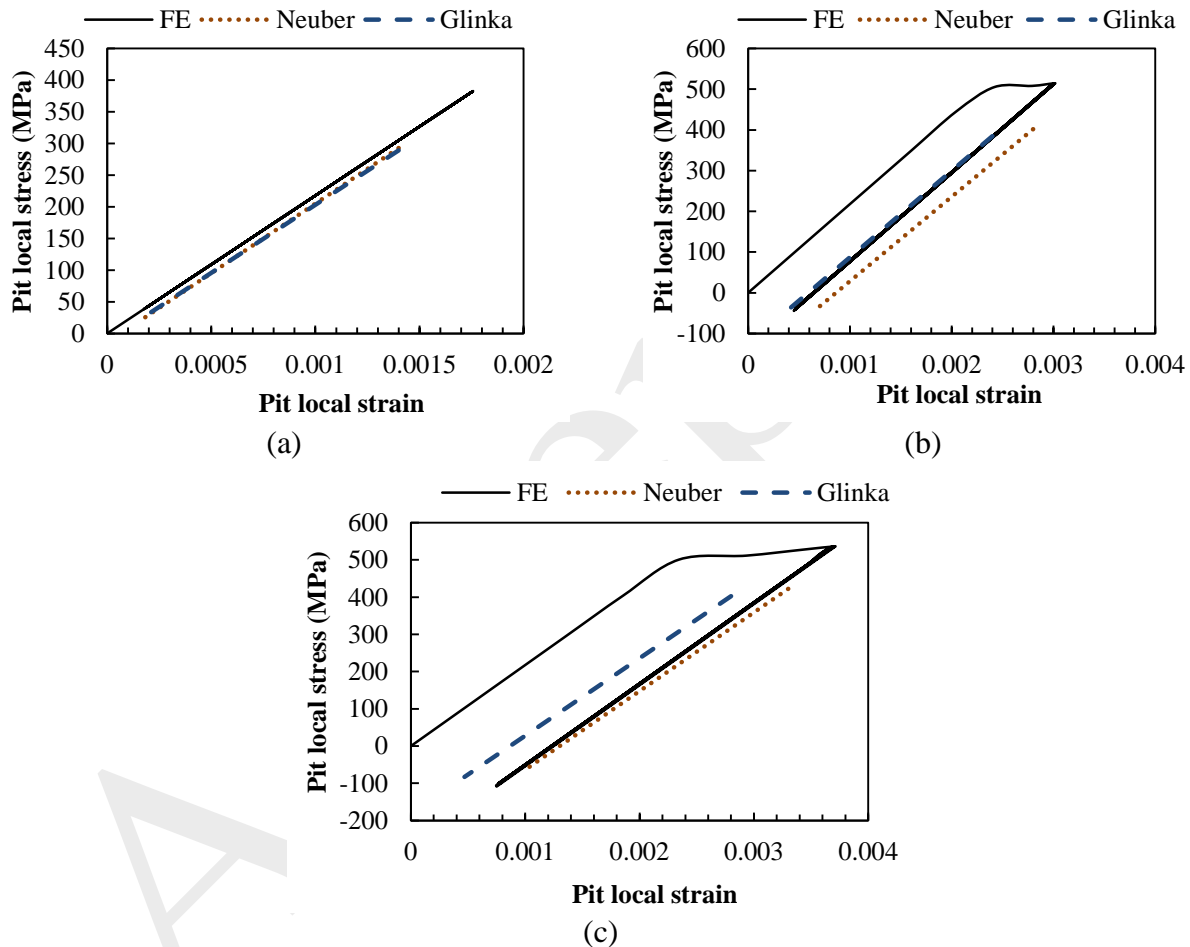 FE Neuber Glinka
450
400
350
300
250
200
150
100
50
0
Pit local stress (MPa)
0 0.0005 0.001 0.0015 0.002
Pit local strain
(a)
FE Neuber Glinka
600
500
400
300
200
100
0
-100
Pit local stress (MPa)
0 0.001 0.002 0.003 0.004
Pit local strain
(b)
FE Neuber Glinka
600
500
400
300
200
100
0
-100
-200
Pit local stress (MPa)
0 0.001 0.002 0.003 0.004
Pit local strain
(c)